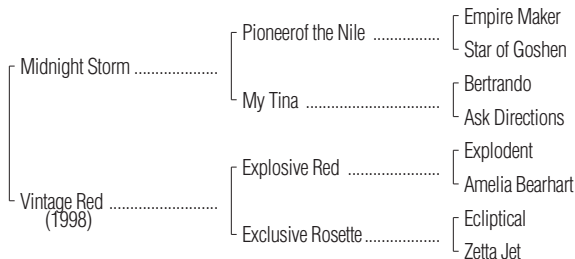 Empire Maker
Pioneerof the Nile ................
Star of Goshen
Midnight Storm ....................
Bertrando
My Tina ................................
Ask Directions
Explodent
Explosive Red ......................
Amelia Bearhart
Vintage Red ..........................
(1998)
Ecliptical
Exclusive Rosette..................
Zetta Jet